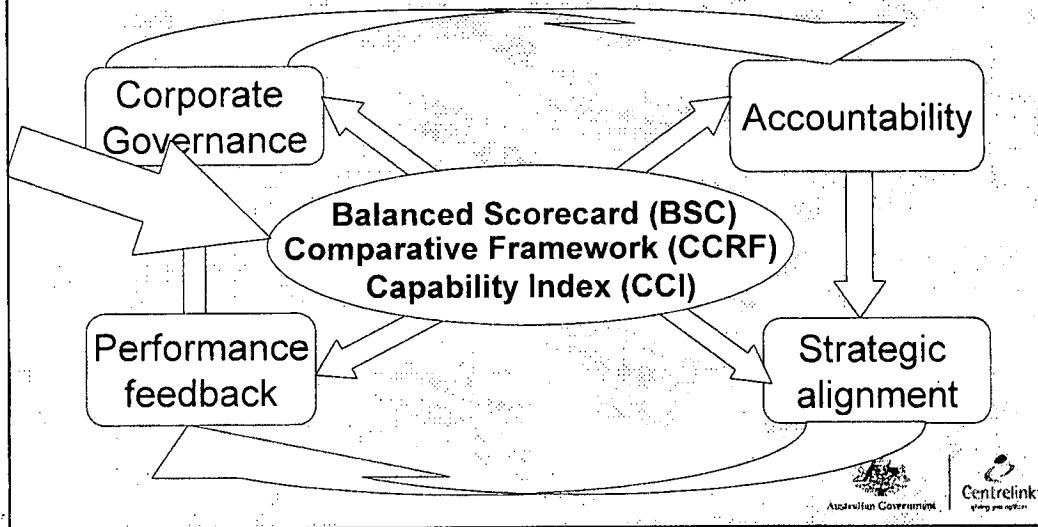 Corporate
Governance
Accountability
Balanced Scorecard (BSC)
Comparative Framework (CCRF)
Capability Index (CCI)
Performance
feedback
Strategic
alignment
Australian Government
Centrelink